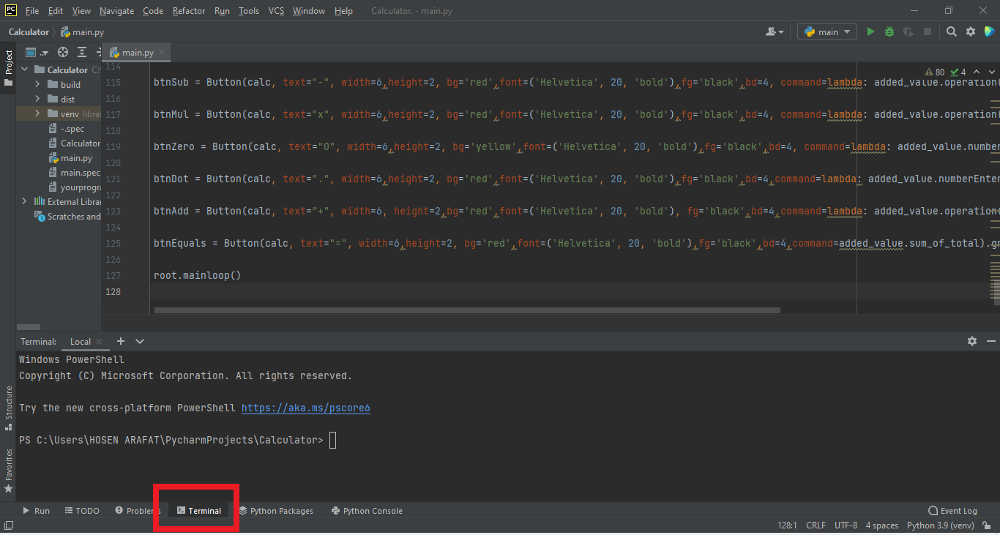 PC File Edit View Navigate Code Refactor Run Tools VCS Window Help Calculator. - main.py
Calculator main.py main
Project .. main.py
Calculator C:\
build
dist
venv libra
-.spec
Calculator
main.py
main.spec
yourprogra
External Libra
Scratches and
80 4
114
115 btnSub = Button(calc, text="-", width=6,height=2, bg='red',font=('Helvetica', 20, 'bold'),fg='black',bd=4, command=lambda: added_value.operation(
116
117 btnMul = Button(calc, text="x", width=6,height=2, bg='red',font=('Helvetica', 20, 'bold'),fg='black',bd=4, command=lambda: added_value.operation(
118
119 btnZero = Button(calc, text="0", width=6,height=2, bg='yellow',font=('Helvetica', 20, 'bold'),fg='black',bd=4, command=lambda: added_value.number
120
121 btnDot = Button(calc, text=".", width=6,height=2, bg='red',font=('Helvetica', 20, 'bold'),fg='black',bd=4,command=lambda: added_value.numberEnter
122
123 btnAdd = Button(calc, text="+", width=6, height=2,bg='red',font=('Helvetica', 20, 'bold'), fg='black',bd=4,command=lambda: added_value.operation(
124
125 btnEquals = Button(calc, text="=", width=6,height=2, bg='red',font=('Helvetica', 20, 'bold'),fg='black',bd=4,command=added_value.sum_of_total).gr
126
127 root.mainloop()
128
Terminal: Local
Windows PowerShell
Copyright (C) Microsoft Corporation. All rights reserved.
Try the new cross-platform PowerShell https://aka.ms/pscore6
PS C:\Users\HOSEN ARAFAT\PycharmProjects\Calculator>
Structure
Favorites
Run TODO Problems Terminal Python Packages Python Console Event Log
128:1 CRLF UTF-8 4 spaces Python 3.9 (venv)